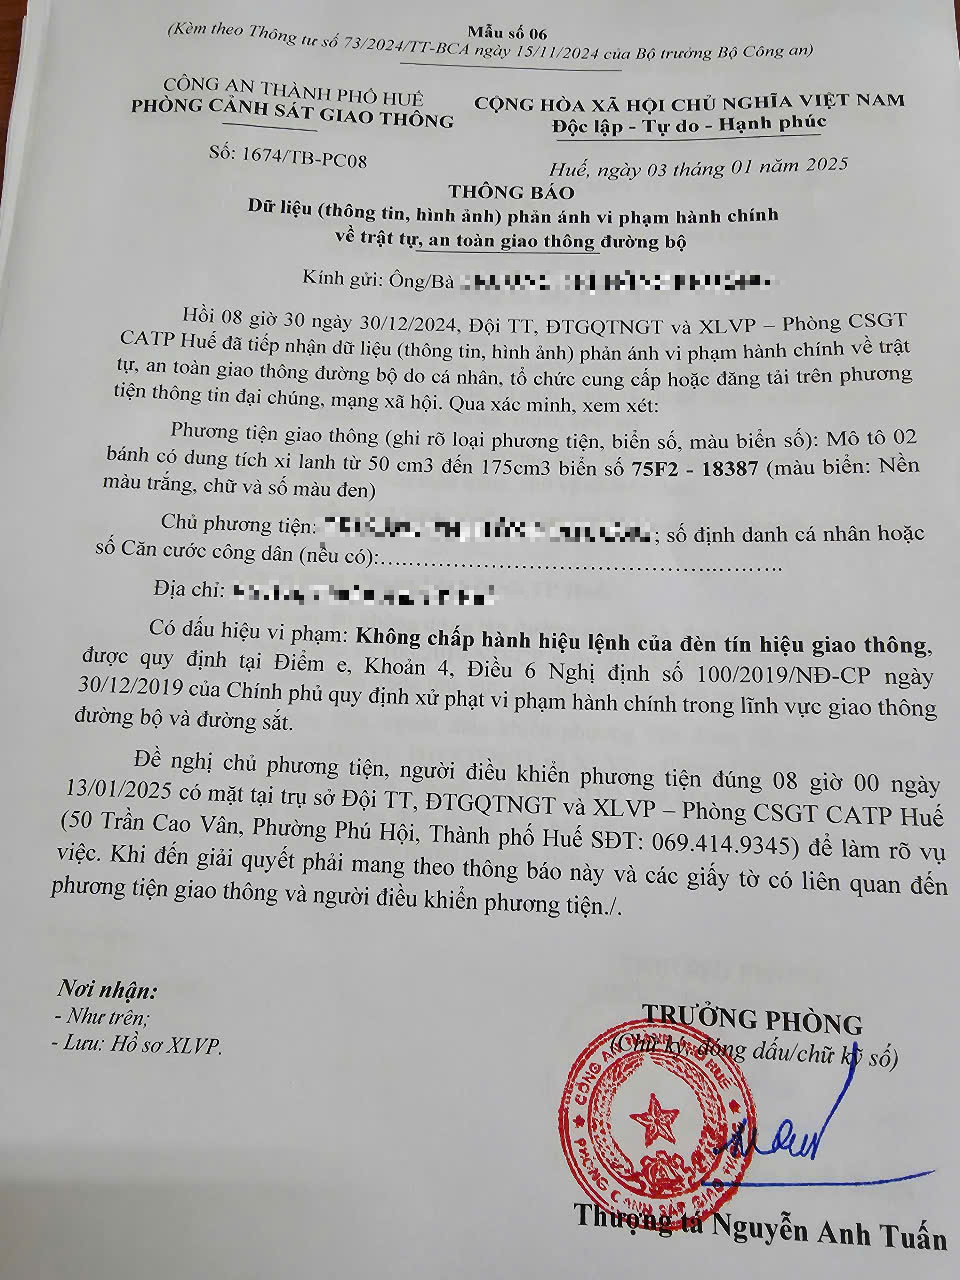 Mẫu số 06
(Kèm theo Thông tư số 73/2024/TT-BCA ngày 15/11/2024 của Bộ trưởng Bộ Công an)
CÔNG AN THÀNH PHỐ HUẾ
PHÒNG CẢNH SÁT GIAO THÔNG
CỘNG HÒA XÃ HỘI CHỦ NGHĨA VIỆT NAM
Độc lập - Tự do - Hạnh phúc
Số: 1674/TB-PC08
Huế, ngày 03 tháng 01 năm 2025
THÔNG BÁO
Dữ liệu (thông tin, hình ảnh) phản ánh vi phạm hành chính
về trật tự, an toàn giao thông đường bộ
Kính gửi: Ông/Bà
Hồi 08 giờ 30 ngày 30/12/2024, Đội TT, ĐTGQTNGT và XLVP – Phòng CSGT
CATP Huế đã tiếp nhận dữ liệu (thông tin, hình ảnh) phản ánh vi phạm hành chính về trật
tự, an toàn giao thông đường bộ do cá nhân, tổ chức cung cấp hoặc đăng tải trên phương
tiện thông tin đại chúng, mạng xã hội. Qua xác minh, xem xét:
Phương tiện giao thông (ghi rõ loại phương tiện, biển số, màu biển số): Mô tô 02
bánh có dung tích xi lanh từ 50 cm3 đến 175cm3 biển số 75F2 - 18387 (màu biển: Nền
màu trắng, chữ và số màu đen)
Chủ phương tiện: ; số định danh cá nhân hoặc
số Căn cước công dân (nếu có):..........................................................
Địa chỉ:
Có dấu hiệu vi phạm: Không chấp hành hiệu lệnh của đèn tín hiệu giao thông,
được quy định tại Điểm e, Khoản 4, Điều 6 Nghị định số 100/2019/NĐ-CP ngày
30/12/2019 của Chính phủ quy định xử phạt vi phạm hành chính trong lĩnh vực giao thông
đường bộ và đường sắt.
Đề nghị chủ phương tiện, người điều khiển phương tiện đúng 08 giờ 00 ngày
13/01/2025 có mặt tại trụ sở Đội TT, ĐTGQTNGT và XLVP – Phòng CSGT CATP Huế
(50 Trần Cao Vân, Phường Phú Hội, Thành phố Huế SĐT: 069.414.9345) để làm rõ vụ
việc. Khi đến giải quyết phải mang theo thông báo này và các giấy tờ có liên quan đến
phương tiện giao thông và người điều khiển phương tiện./.
Nơi nhận:
- Như trên;
- Lưu: Hồ sơ XLVP.
TRƯỞNG PHÒNG
(Chữ ký, đóng dấu/chữ ký số)
CÔNG AN THÀNH PHỐ HUẾ
PHÒNG CẢNH SÁT GIAO THÔNG
Thượng tá Nguyễn Anh Tuấn